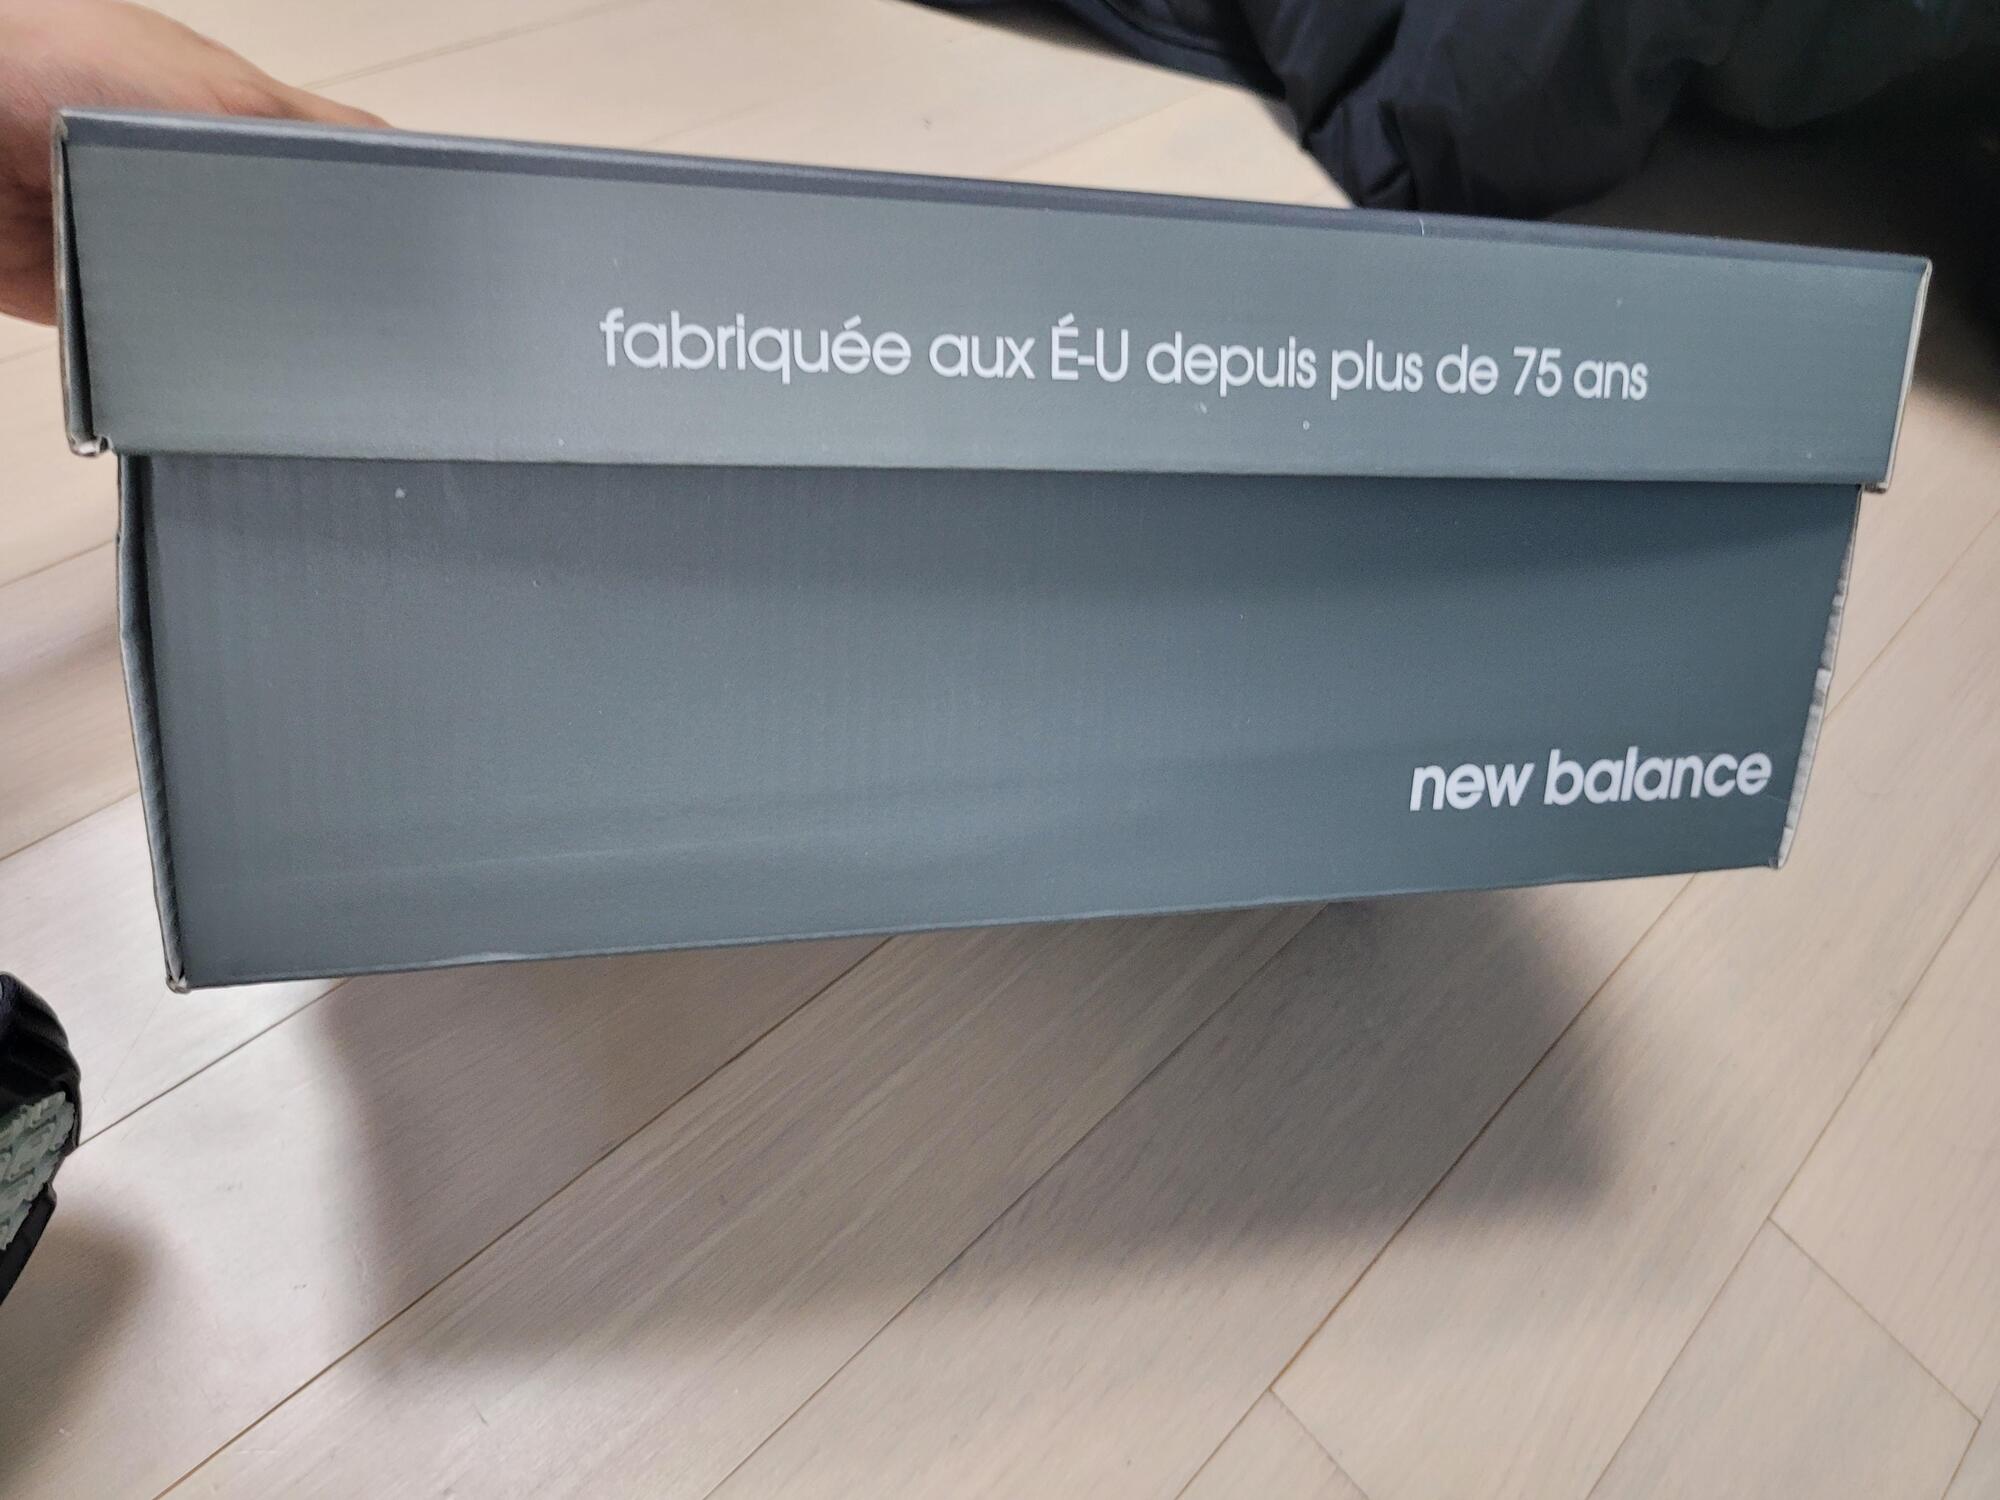 fabriquée aux É-U depuis plus de 75 ans
new balance